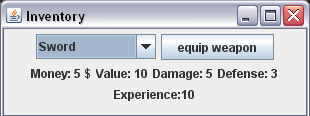 Inventory
Sword equip weapon
Money: 5 $ Value: 10 Damage: 5 Defense: 3
Experience:10